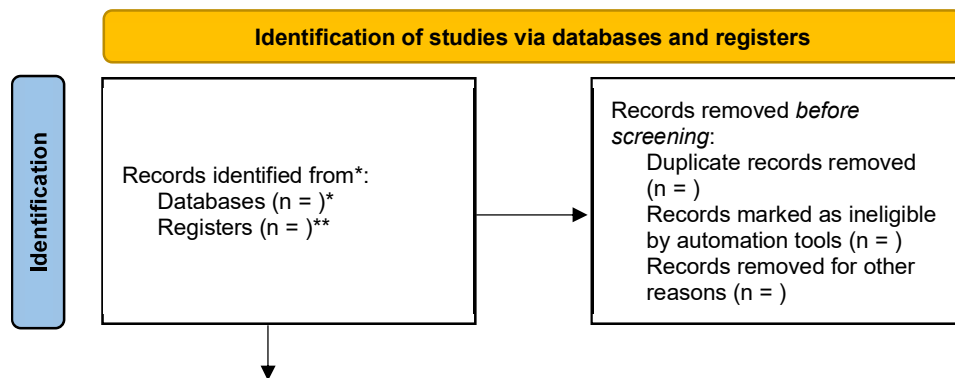 Identification of studies via databases and registers
Identification
Records identified from*:
Databases (n = )*
Registers (n = )**
Records removed before
screening:
Duplicate records removed
(n = )
Records marked as ineligible
by automation tools (n = )
Records removed for other
reasons (n = )